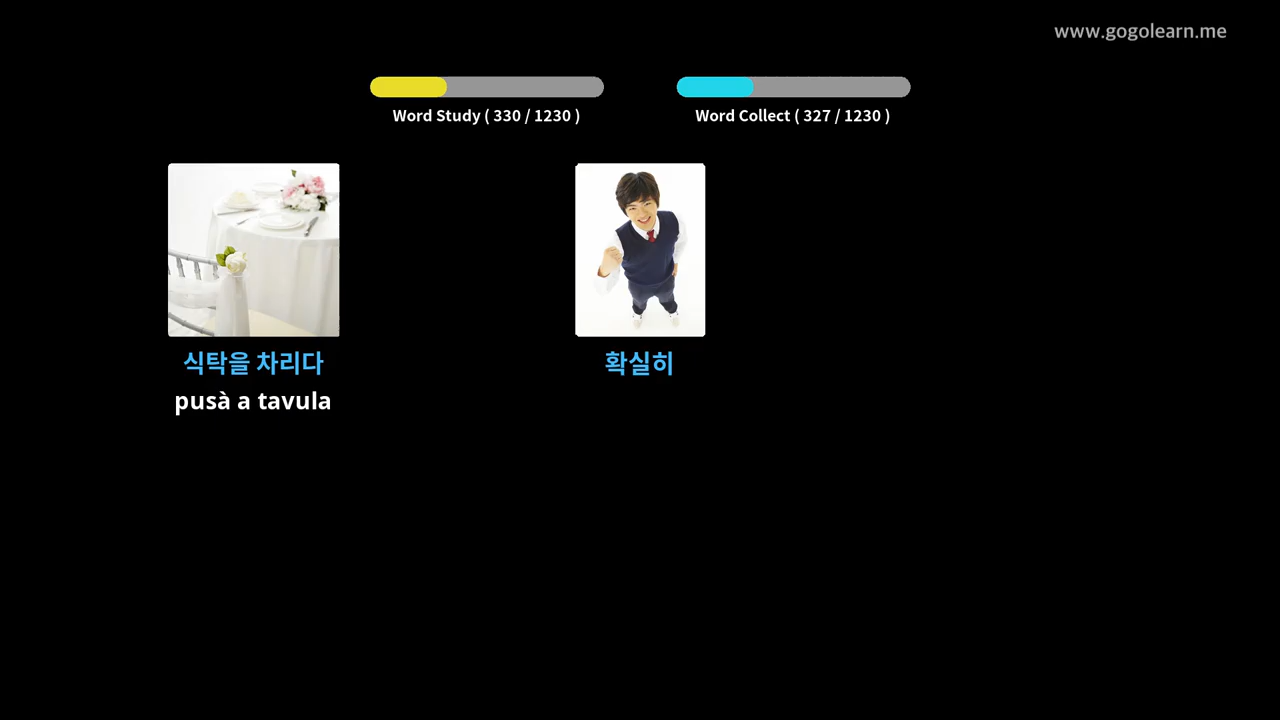 www.gogolearn.me
Word Study ( 330 / 1230 )
Word Collect ( 327 / 1230 )
식탁을 차리다
확실히
pusà a tavula